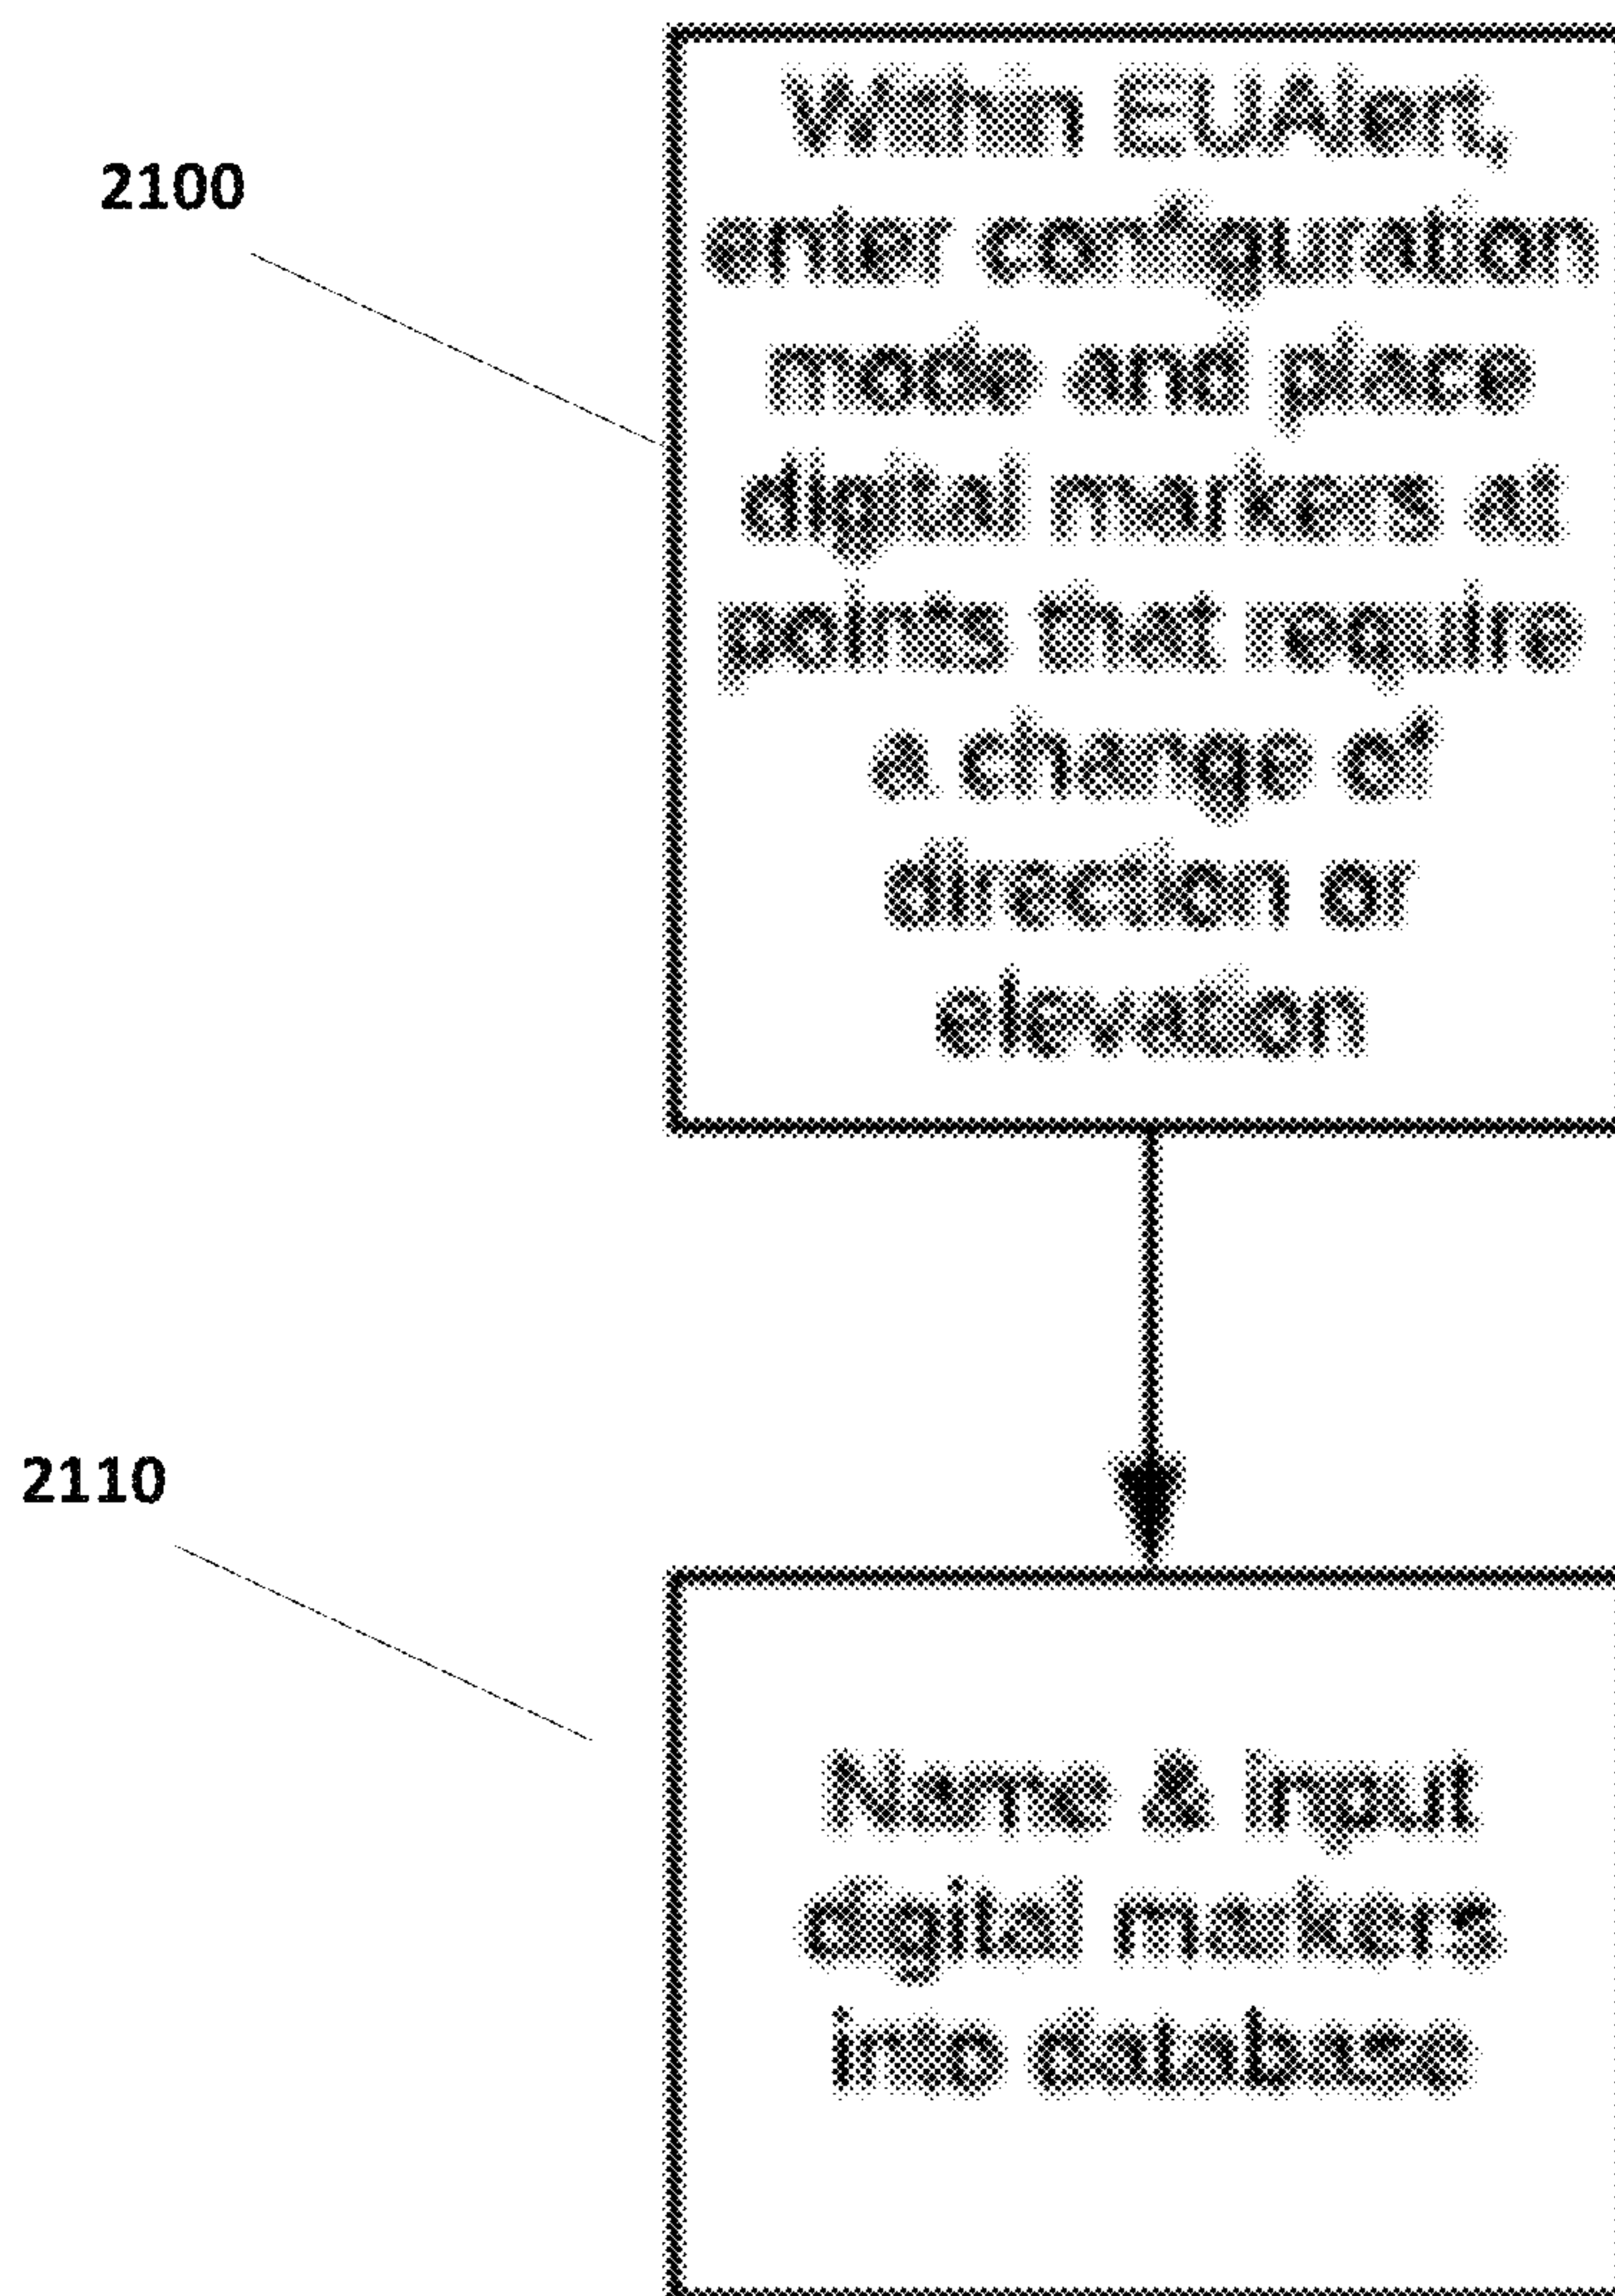 2100
Within EUAlert,
enter configuration
mode and place
digital markers at
points that require
a change of
direction or
elevation
2110
Name & Input
digital markers
into database